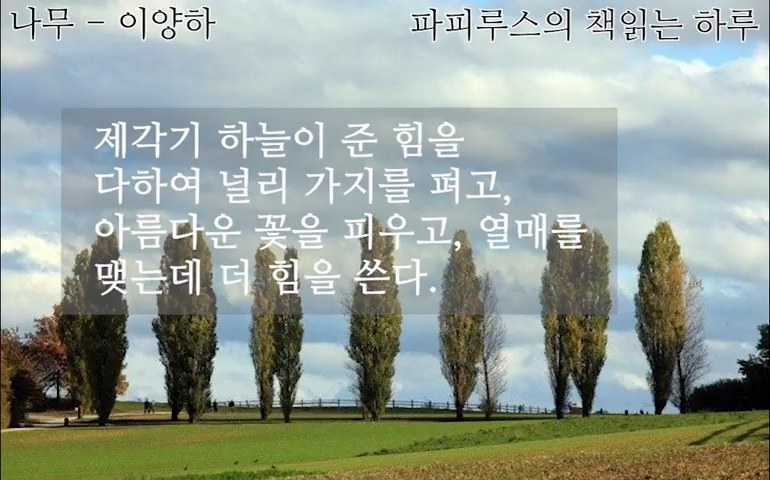 나무 - 이양하
파피루스의 책읽는 하루
제각기 하늘이 준 힘을
다하여 널리 가지를 펴고,
아름다운 꽃을 피우고, 열매를
맺는데 더 힘을 쓴다.